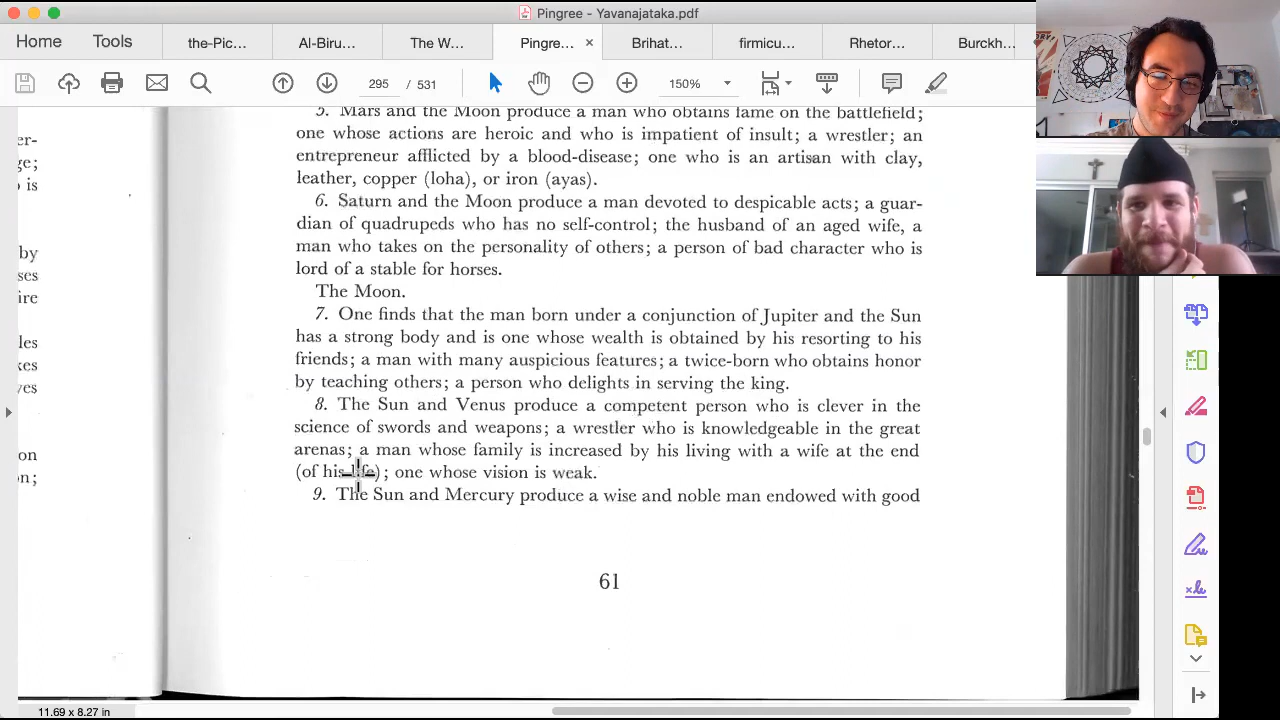 Pingree - Yavanajataka.pdf
Home Tools the-Pic... Al-Biru... The W... Pingre... × Brihat... firmicu... Rhetor... Burckh...
295 / 531 150%
5. Mars and the Moon produce a man who obtains fame on the battlefield;
one whose actions are heroic and who is impatient of insult; a wrestler; an
entrepreneur afflicted by a blood-disease; one who is an artisan with clay,
leather, copper (loha), or iron (ayas).
6. Saturn and the Moon produce a man devoted to despicable acts; a guar-
dian of quadrupeds who has no self-control; the husband of an aged wife, a
man who takes on the personality of others; a person of bad character who is
lord of a stable for horses.
The Moon.
7. One finds that the man born under a conjunction of Jupiter and the Sun
has a strong body and is one whose wealth is obtained by his resorting to his
friends; a man with many auspicious features; a twice-born who obtains honor
by teaching others; a person who delights in serving the king.
8. The Sun and Venus produce a competent person who is clever in the
science of swords and weapons; a wrestler who is knowledgeable in the great
arenas; a man whose family is increased by his living with a wife at the end
(of his life); one whose vision is weak.
9. The Sun and Mercury produce a wise and noble man endowed with good
61
er-
ge;
is
by
ses
ire
les
kes
yes
on
n;
11.69 x 8.27 in